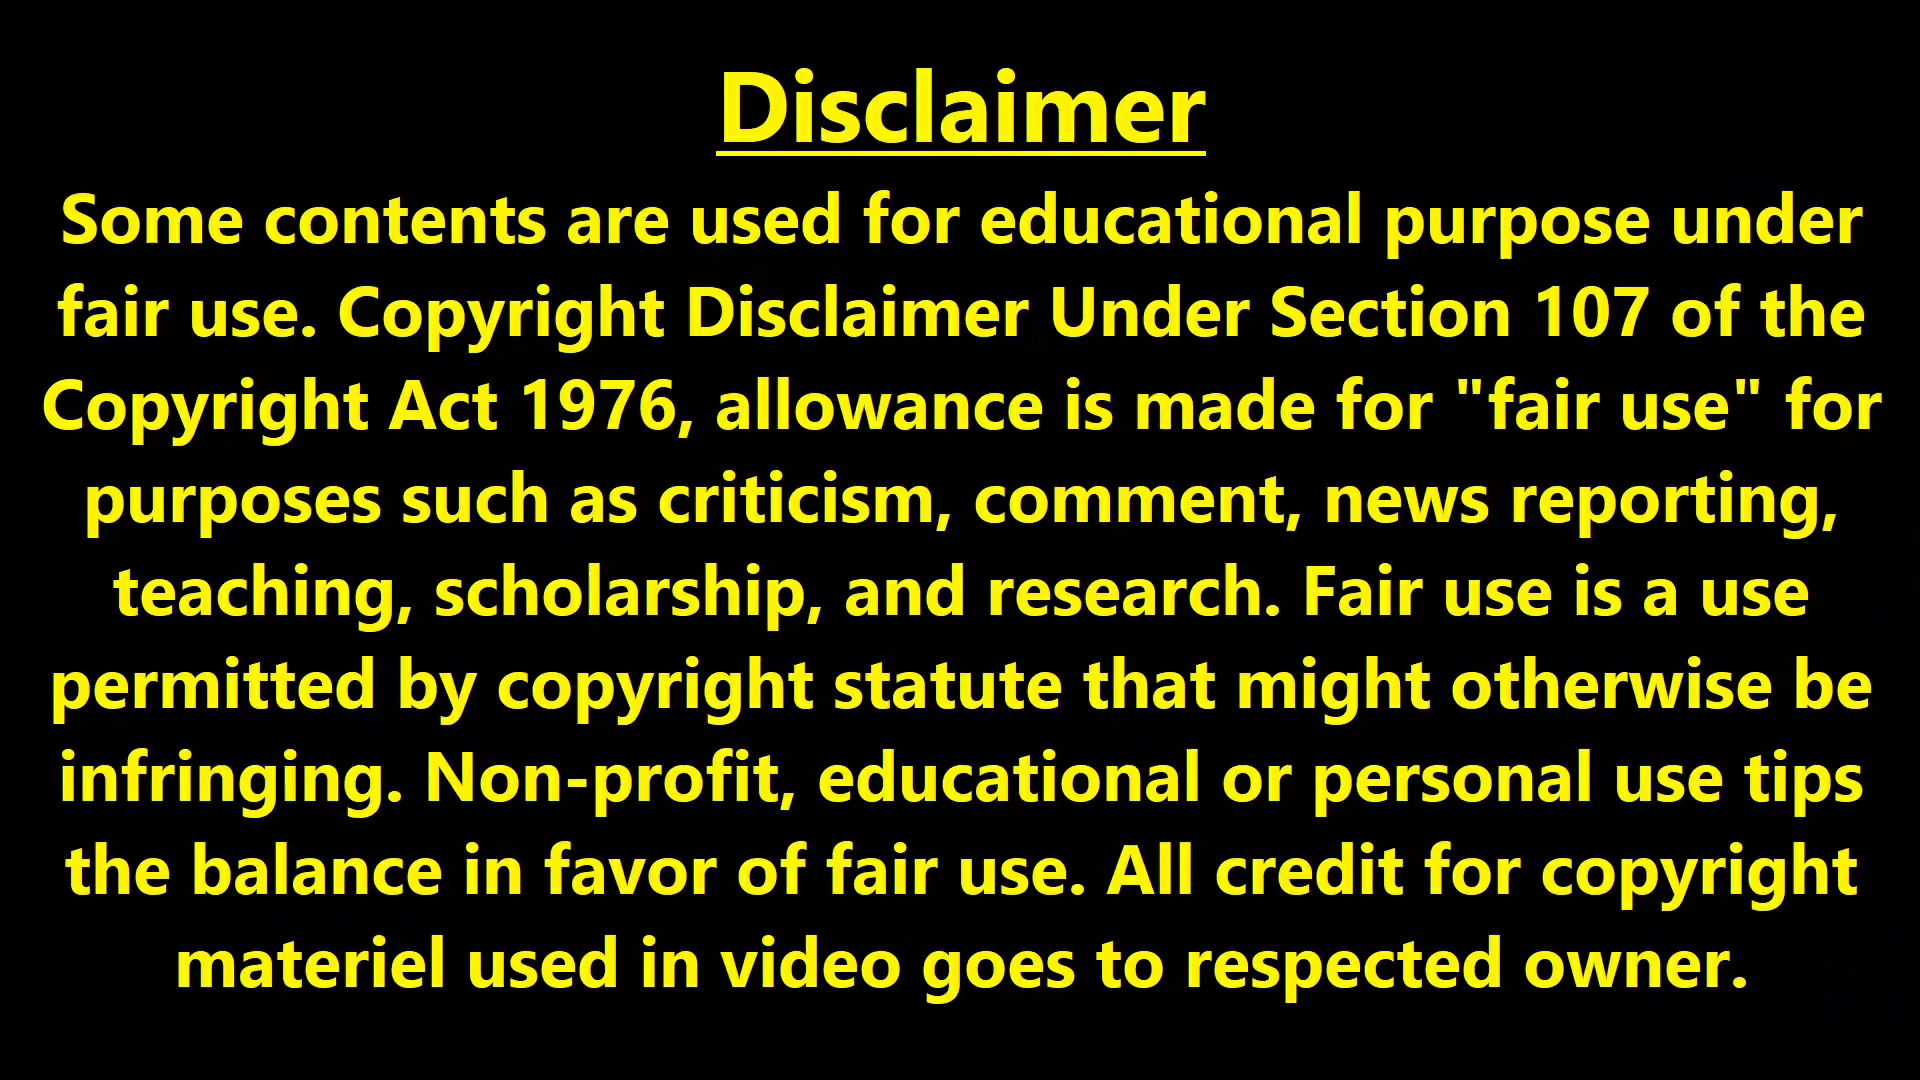 Disclaimer
Some contents are used for educational purpose under
fair use. Copyright Disclaimer Under Section 107 of the
Copyright Act 1976, allowance is made for "fair use" for
purposes such as criticism, comment, news reporting,
teaching, scholarship, and research. Fair use is a use
permitted by copyright statute that might otherwise be
infringing. Non-profit, educational or personal use tips
the balance in favor of fair use. All credit for copyright
materiel used in video goes to respected owner.